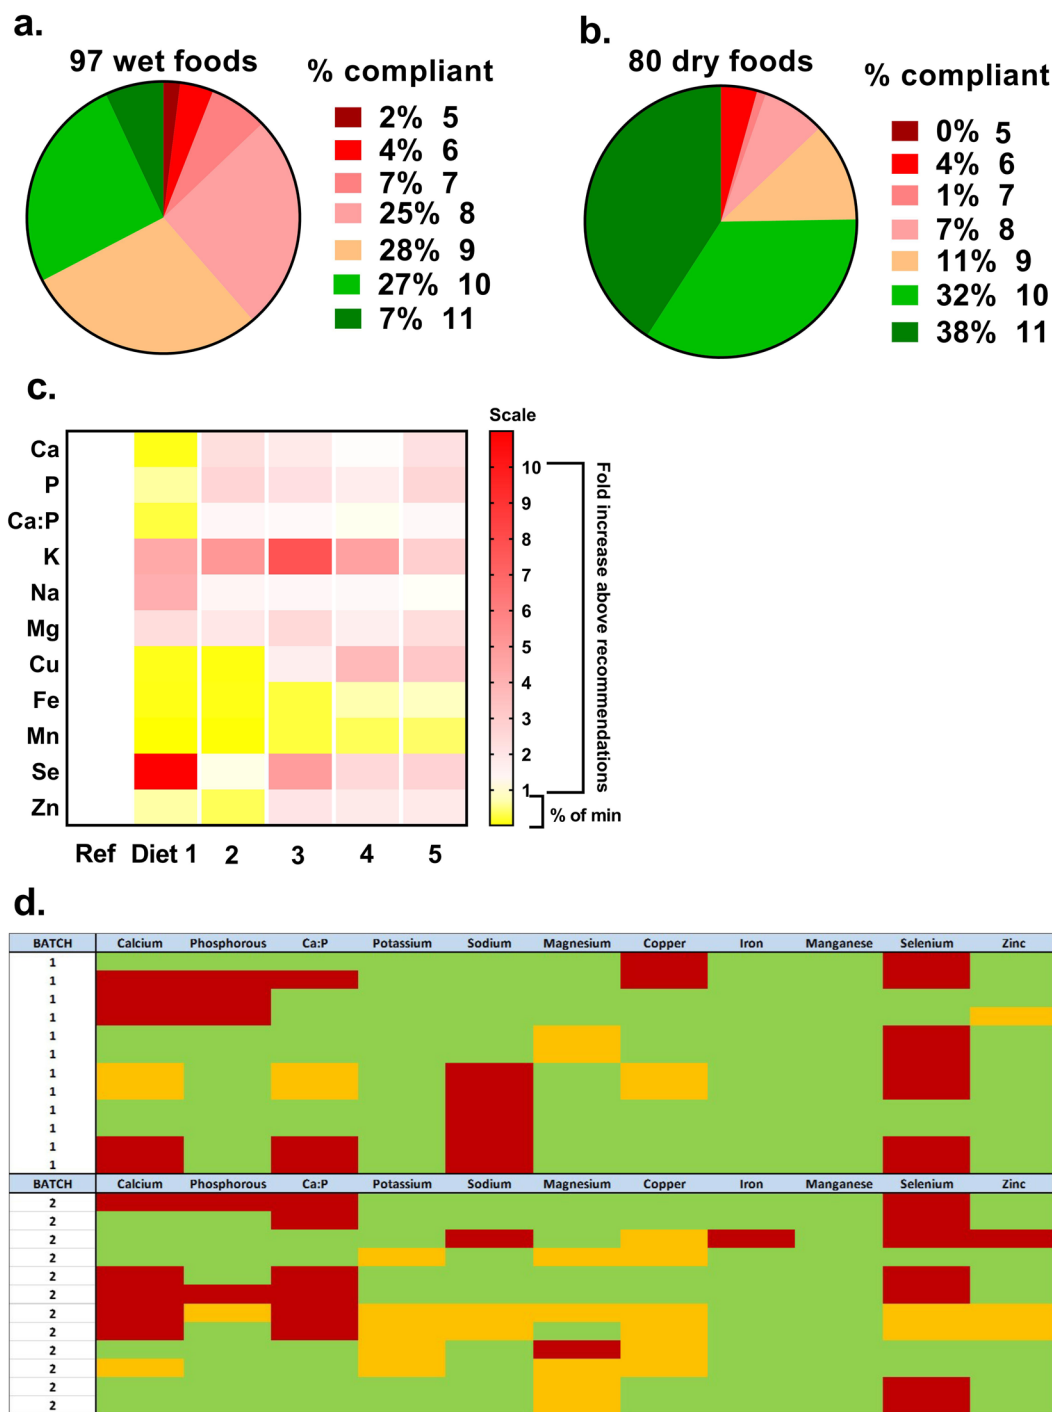 a.
97 wet foods
% compliant
2% 5
4% 6
7% 7
25% 8
28% 9
27% 10
7% 11
b.
80 dry foods
% compliant
0% 5
4% 6
1% 7
7% 8
11% 9
32% 10
38% 11
c.
Ca
P
Ca:P
K
Na
Mg
Cu
Fe
Mn
Se
Zn
Ref Diet 1 2 3 4 5
Scale
10
9
8
7
6
5
4
3
2
1
Fold increase above recommendations
% of min
d.
BATCH Calcium Phosphorous Ca:P Potassium Sodium Magnesium Copper Iron Manganese Selenium Zinc
1
1
1
1
1
1
1
1
1
1
1
1
BATCH Calcium Phosphorous Ca:P Potassium Sodium Magnesium Copper Iron Manganese Selenium Zinc
2
2
2
2
2
2
2
2
2
2
2
2